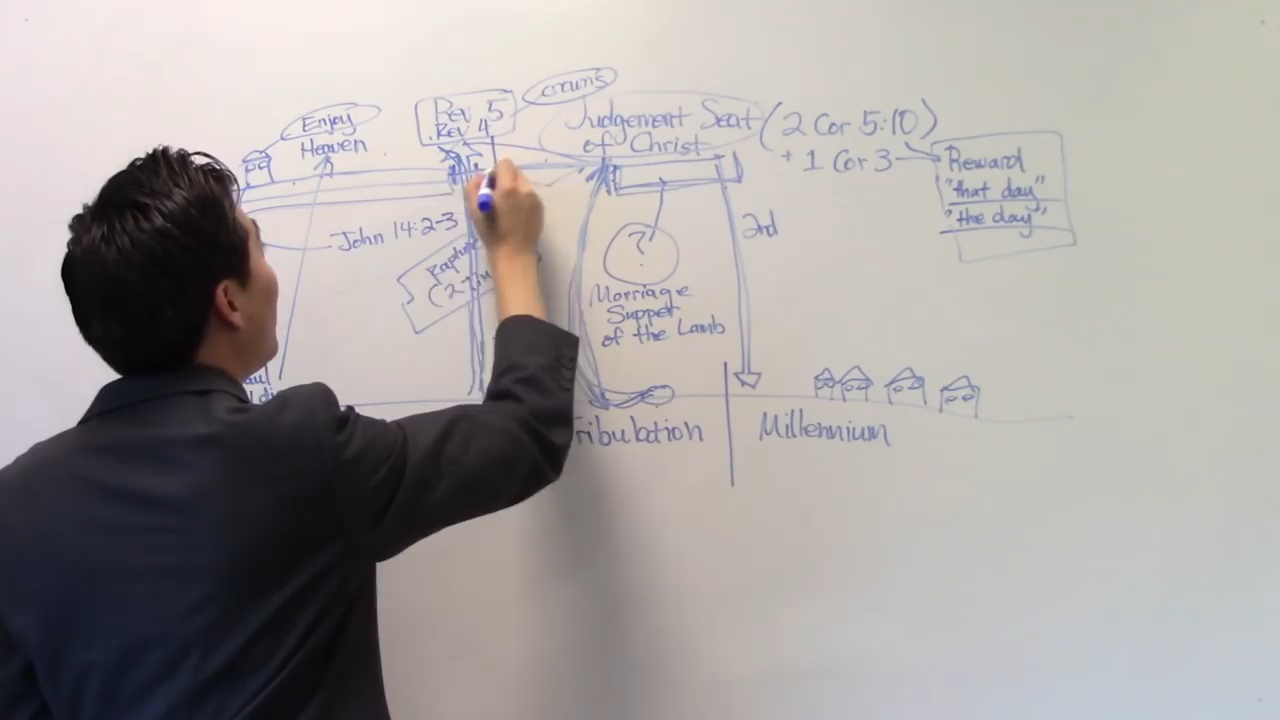 crowns
Enjoy
Heaven
Rev 5
Rev 4
Judgement Seat
of Christ
(2 Cor 5:10)
+ 1 Cor 3
Reward
"that day"
"the day"
John 14:2-3
2nd
?
Marriage
Supper
of the Lamb
Tribulation
Millennium